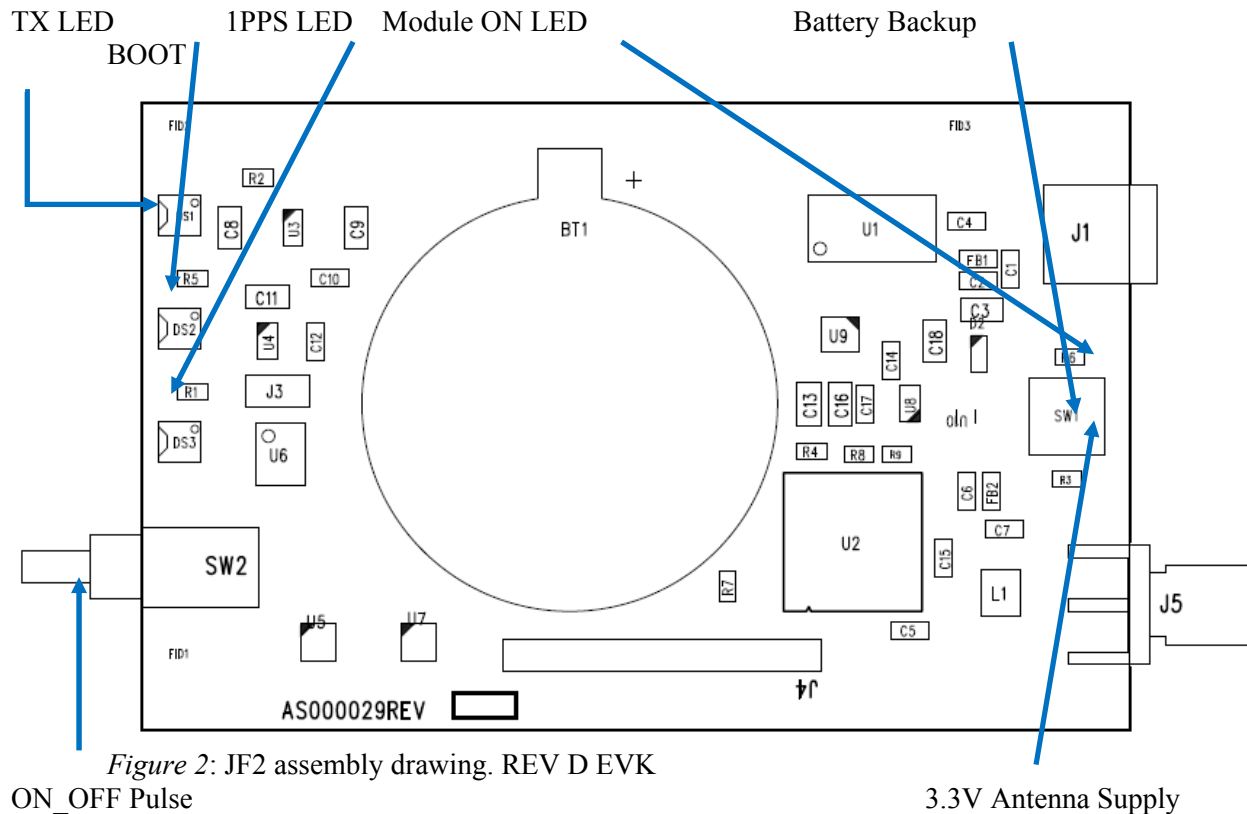 TX LED 1PPS LED Module ON LED Battery Backup
BOOT
FID2 FID3
R2
DS1 C8 U3 C9 BT1 + U1 C4 J1
R5 C10 FB1 C1
C2
C11 C3
DS2 U4 C12 U9 C14 C18 D2
R6
R1 J3 C13 C16 C17 U8 SW1
DS3 U6 R4 R8 R9
R3
C6 FB2
C7
SW2 U2 C15
R7 L1 J5
U5 U7 C5
FID1
J4
AS000029REV
Figure 2: JF2 assembly drawing. REV D EVK
ON_OFF Pulse 3.3V Antenna Supply